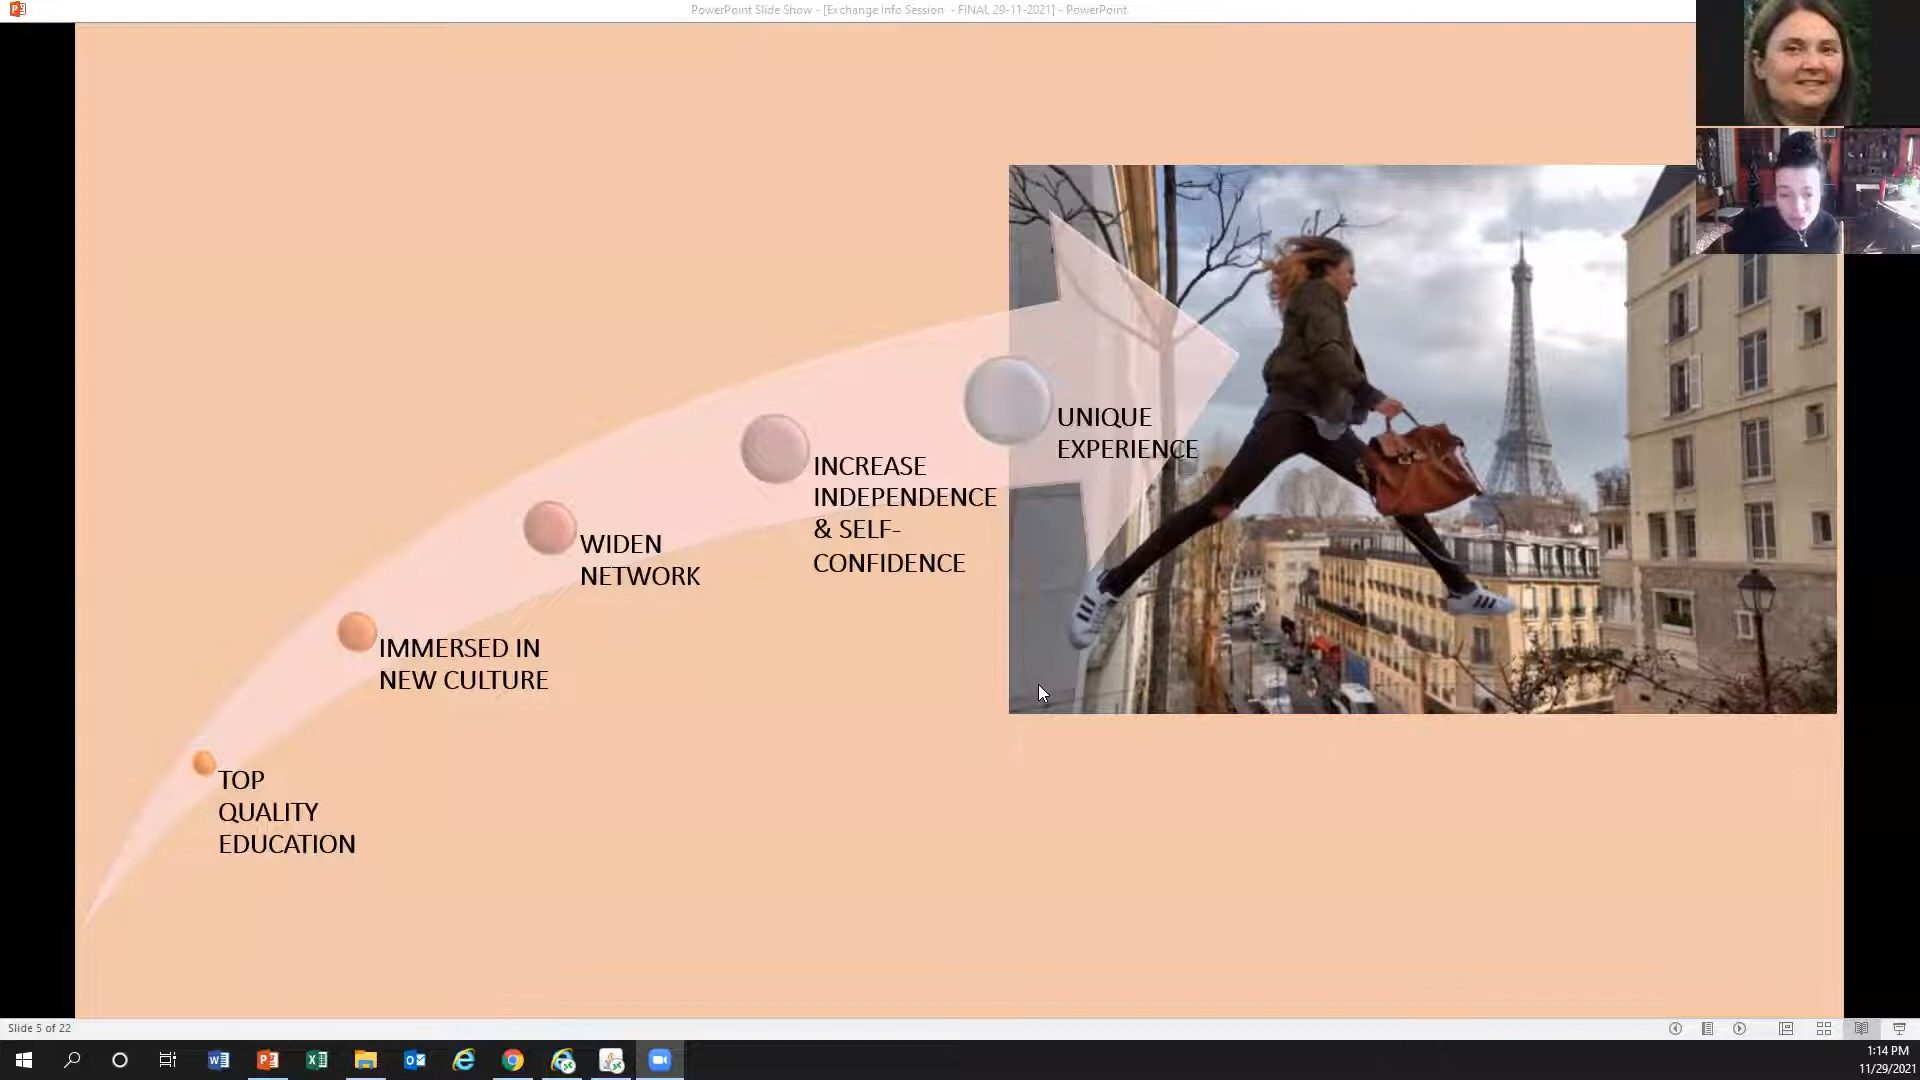 PowerPoint Slide Show - [Exchange Info Session - FINAL 29-11-2021] - PowerPoint
UNIQUE
EXPERIENCE
INCREASE
INDEPENDENCE
& SELF-
CONFIDENCE
WIDEN
NETWORK
IMMERSED IN
NEW CULTURE
TOP
QUALITY
EDUCATION
Slide 5 of 22
1:14 PM
11/29/2021